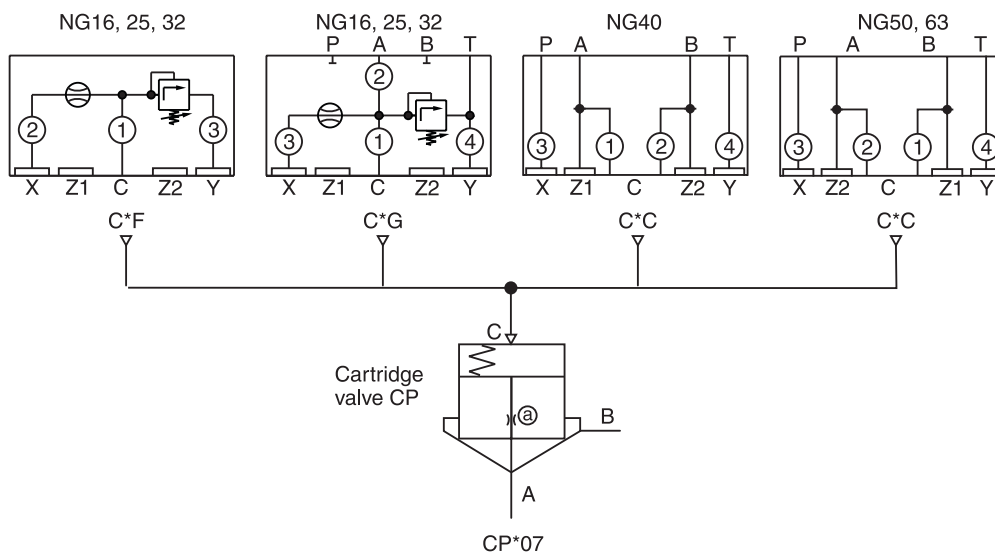 NG16, 25, 32
NG16, 25, 32
NG40
NG50, 63
P A B T
P A B T
P A B T
2 1 3
2 3 1 4
3 1 2 4
3 2 1 4
X Z1 C Z2 Y
X Z1 C Z2 Y
X Z1 C Z2 Y
X Z2 C Z1 Y
C*F
C*G
C*C
C*C
C
Cartridge
valve CP
a
B
A
CP*07